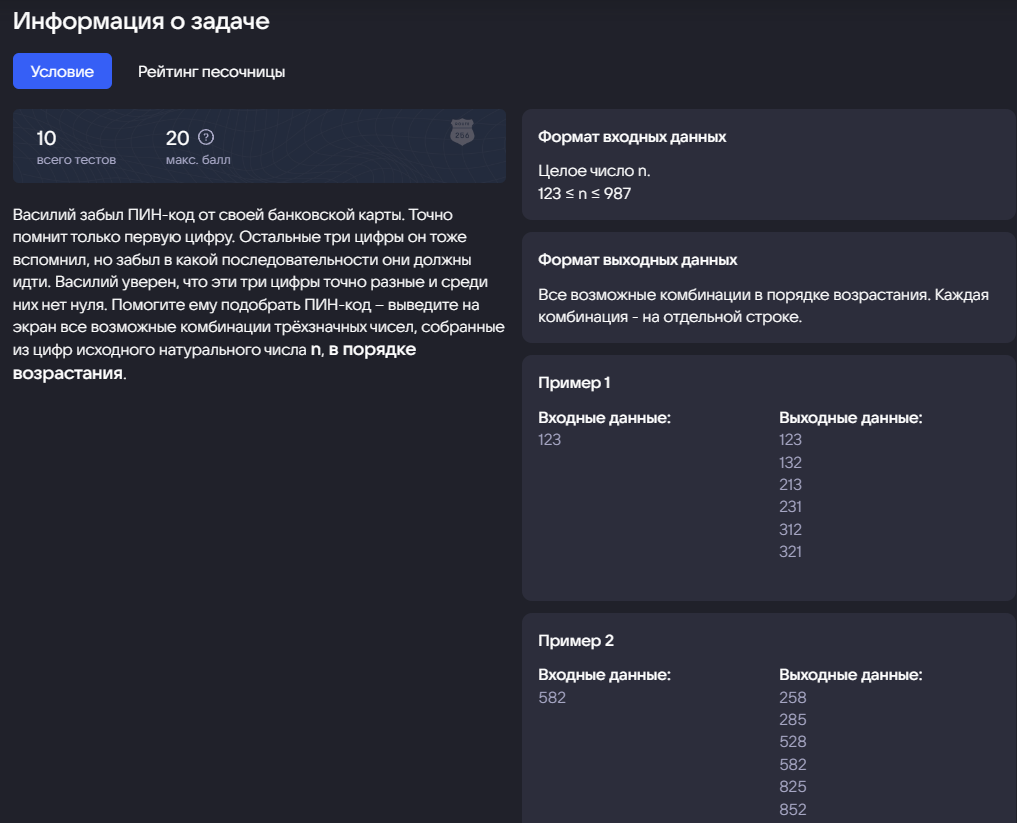 Информация о задаче
Условие
Рейтинг песочницы
10
всего тестов
20 ?
макс. балл
Василий забыл ПИН-код от своей банковской карты. Точно
помнит только первую цифру. Остальные три цифры он тоже
вспомнил, но забыл в какой последовательности они должны
идти. Василий уверен, что эти три цифры точно разные и среди
них нет нуля. Помогите ему подобрать ПИН-код – выведите на
экран все возможные комбинации трёхзначных чисел, собранные
из цифр исходного натурального числа n, в порядке
возрастания.
Формат входных данных
Целое число n.
123 ≤ n ≤ 987
Формат выходных данных
Все возможные комбинации в порядке возрастания. Каждая
комбинация - на отдельной строке.
Пример 1
Входные данные:
123
Выходные данные:
123
132
213
231
312
321
Пример 2
Входные данные:
582
Выходные данные:
258
285
528
582
825
852